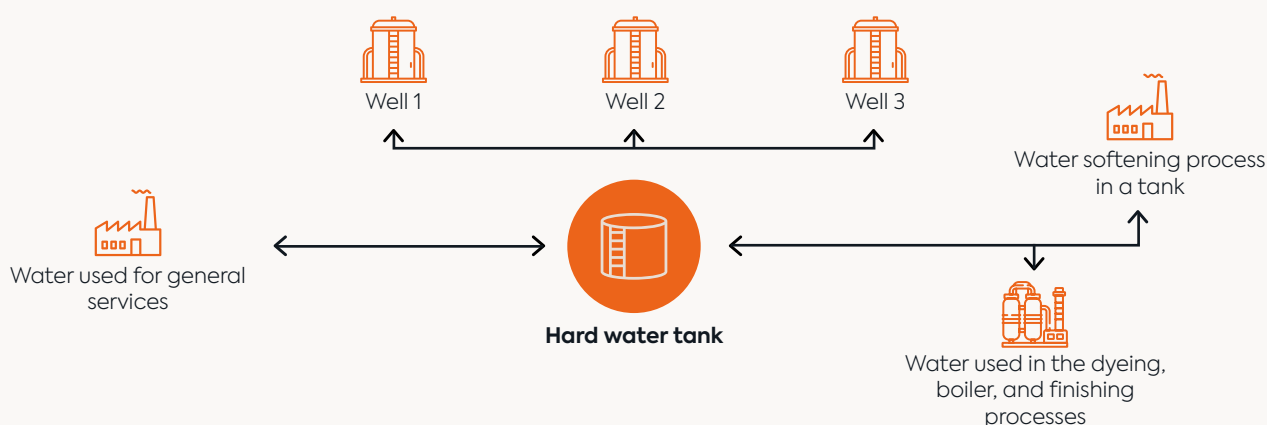 Well 1
Well 2
Well 3
Water softening process
in a tank
Water used for general
services
Hard water tank
Water used in the dyeing,
boiler, and finishing
processes